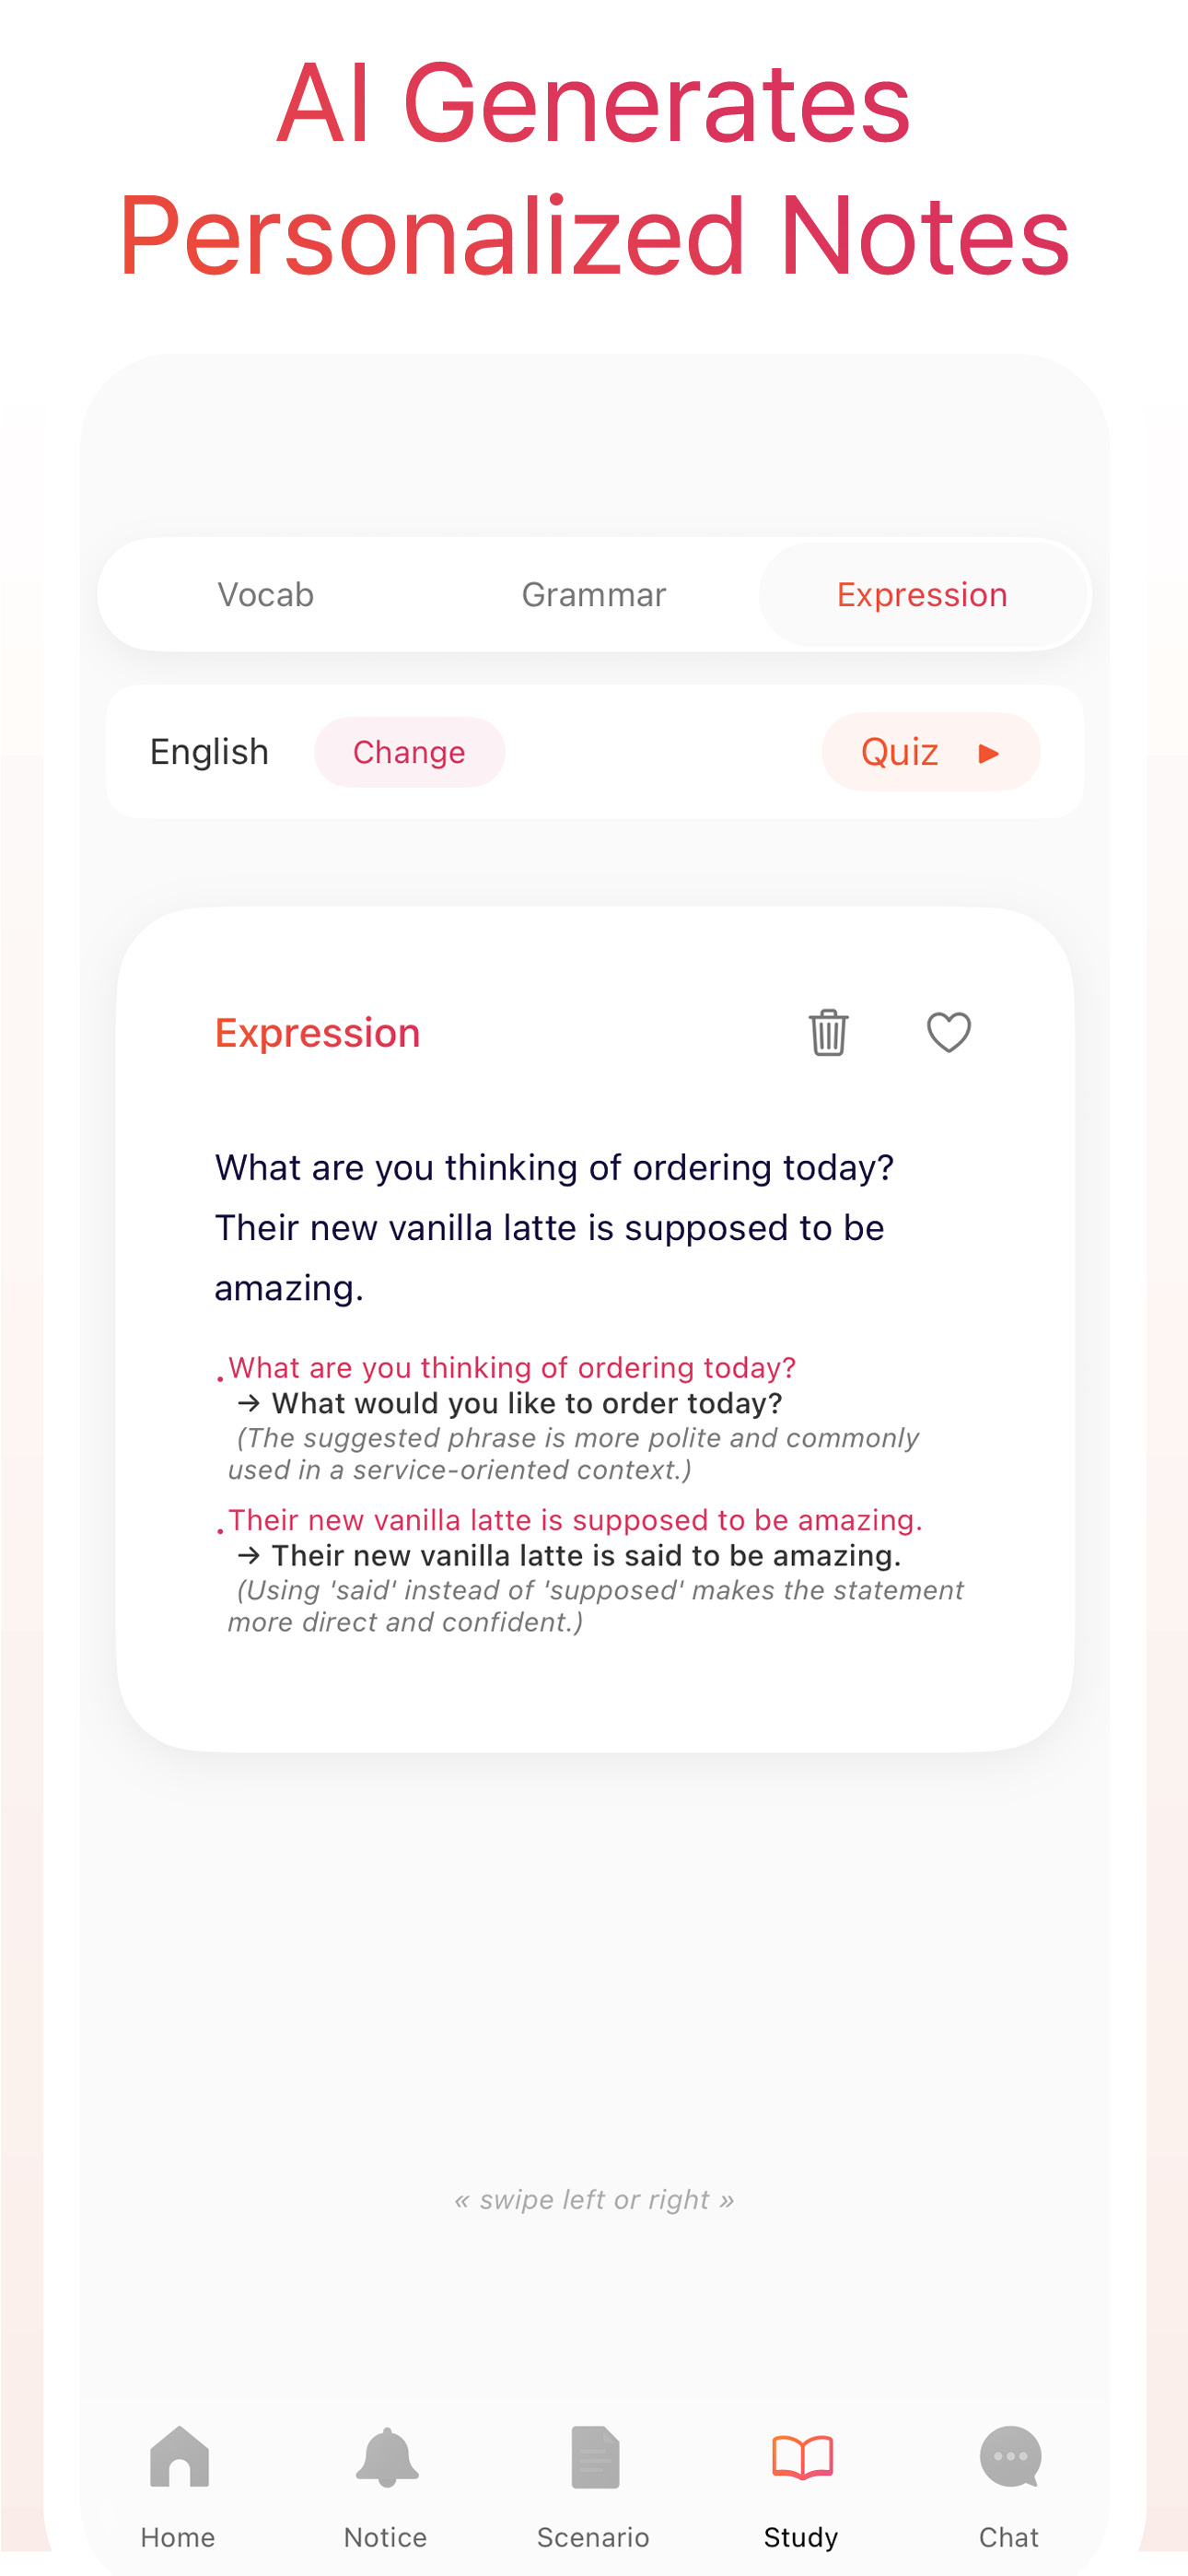 AI Generates
Personalized Notes
Vocab Grammar Expression
English Change Quiz ▶
Expression
What are you thinking of ordering today?
Their new vanilla latte is supposed to be
amazing.
. What are you thinking of ordering today?
→ What would you like to order today?
(The suggested phrase is more polite and commonly
used in a service-oriented context.)
. Their new vanilla latte is supposed to be amazing.
→ Their new vanilla latte is said to be amazing.
(Using 'said' instead of 'supposed' makes the statement
more direct and confident.)
« swipe left or right »
Home Notice Scenario Study Chat